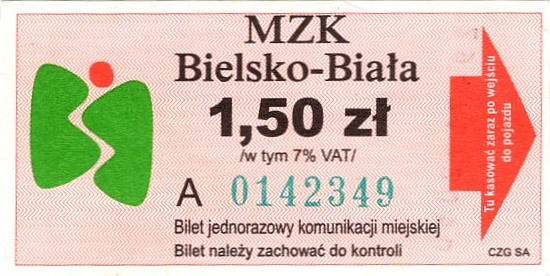 MZK
Bielsko-Biała
1,50 zł
/w tym 7% VAT/
A 0142349
Bilet jednorazowy komunikacji miejskiej
Bilet należy zachować do kontroli
Tu kasować zaraz po wejściu
do pojazdu
CZG SA